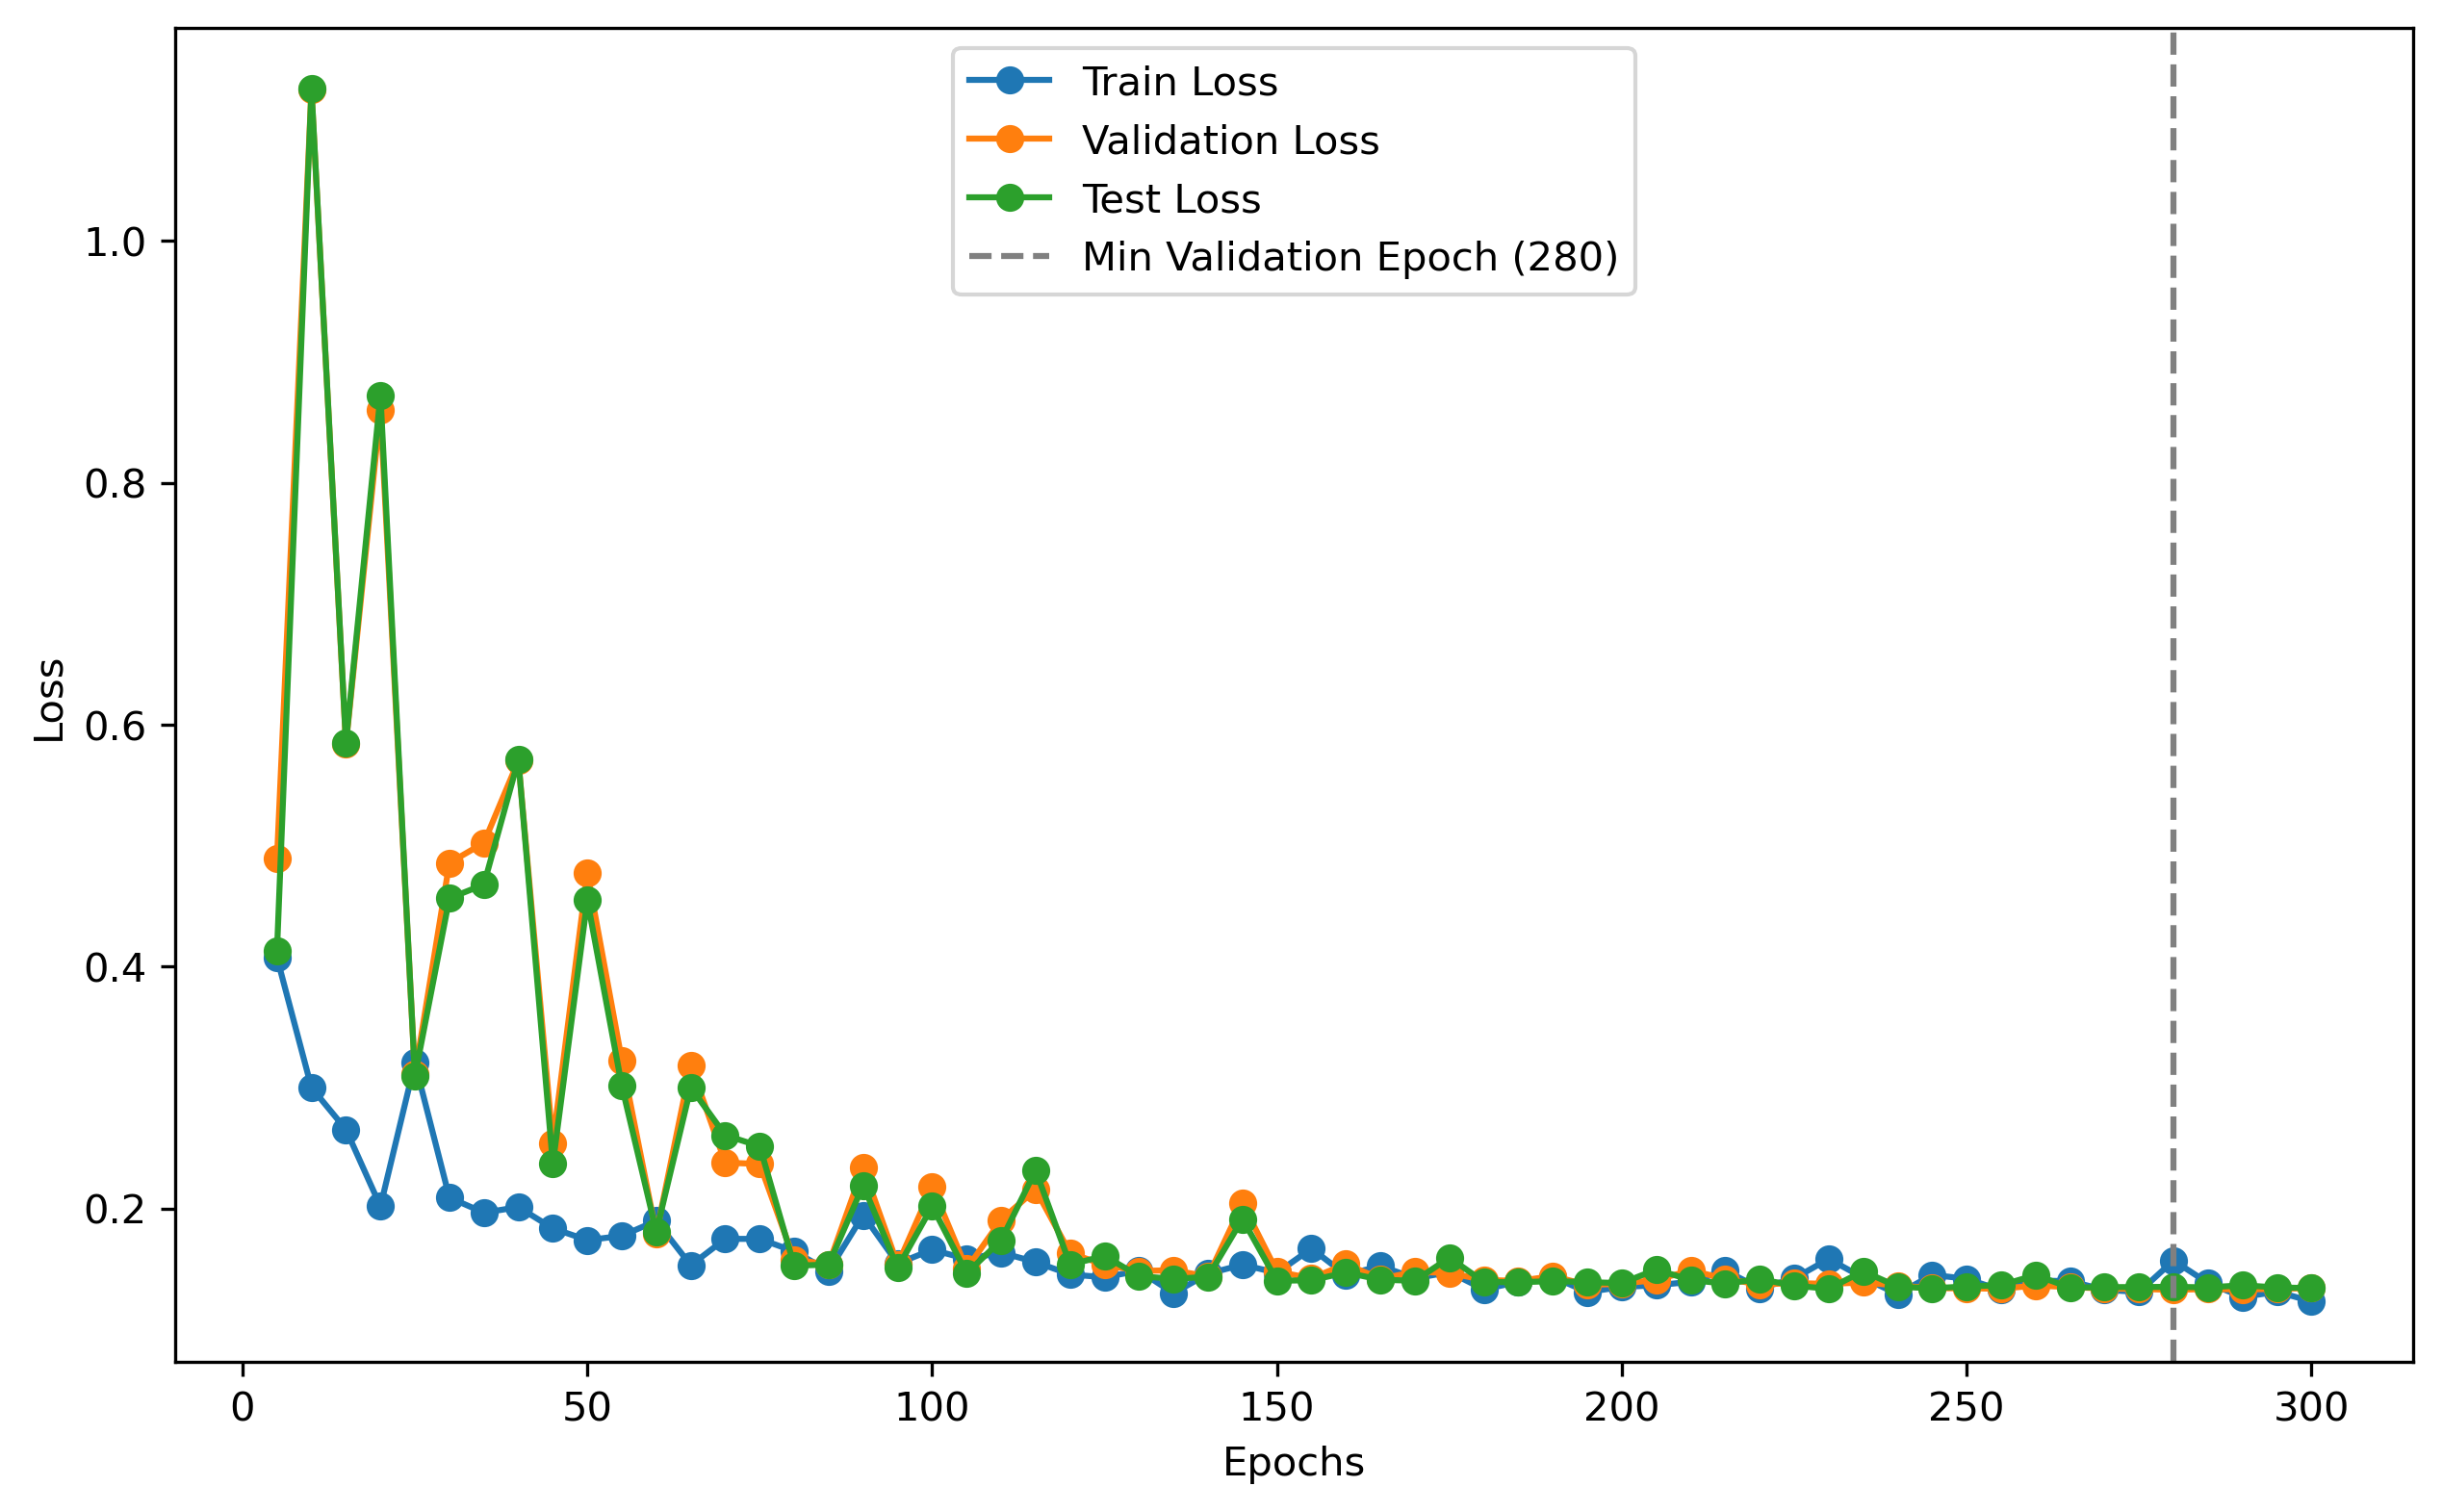 Train Loss
Validation Loss
Test Loss
Min Validation Epoch (280)
1.0
0.8
0.6
0.4
0.2
Loss
0 50 100 150 200 250 300
Epochs